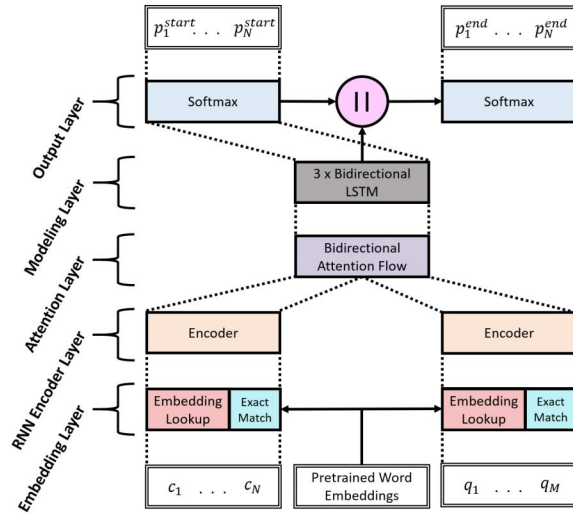 p_1^{start} . . . p_N^{start}
p_1^{end} . . . p_N^{end}
Output Layer
Softmax
||
Softmax
Modeling Layer
3 x Bidirectional
LSTM
Attention Layer
Bidirectional
Attention Flow
RNN Encoder Layer
Encoder
Encoder
Embedding Layer
Embedding
Lookup
Exact
Match
Embedding
Lookup
Exact
Match
c_1 . . . c_N
Pretrained Word
Embeddings
q_1 . . . q_M